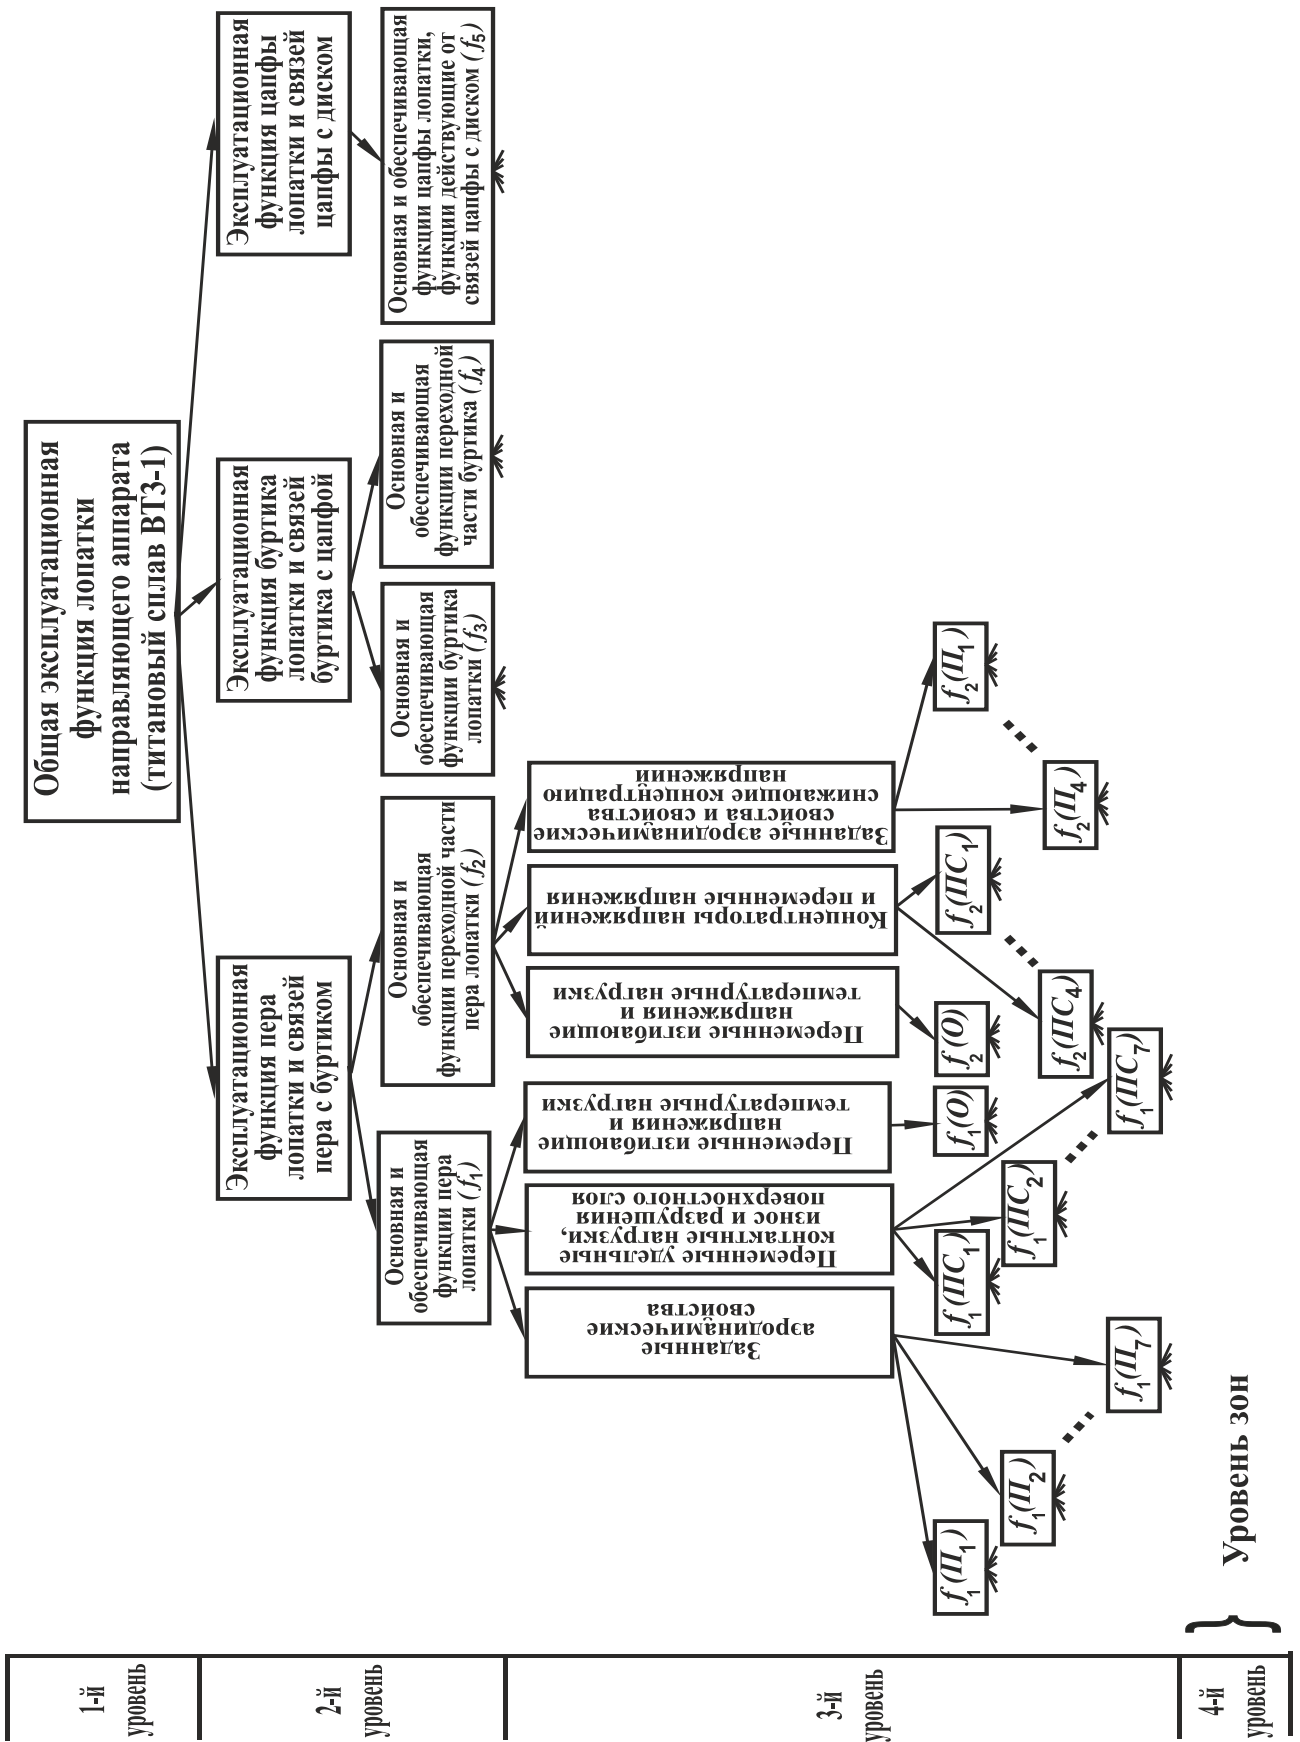 Общая эксплуатационная
функция лопатки
направляющего аппарата
(титановый сплав ВТ3-1)
Эксплуатационная
функция пера
лопатки и связей
пера с буртиком
Эксплуатационная
функция буртика
лопатки и связей
буртика с цапфой
Эксплуатационная
функция цапфы
лопатки и связей
цапфы с диском
Основная и
обеспечивающая
функции пера
лопатки (f1)
Основная и
обеспечивающая
функции переходной части
пера лопатки (f2)
Основная и
обеспечивающая
функции буртика
лопатки (f3)
Основная и
обеспечивающая
функции переходной
части буртика (f4)
Основная и обеспечивающая
функции цапфы лопатки,
функции действующие от
связей цапфы с диском (f5)
Заданные
аэродинамические
свойства
Переменные удельные
контактные нагрузки,
износ и разрушения
поверхностного слоя
Переменные изгибающие
напряжения и
температурные нагрузки
Переменные изгибающие
напряжения и
температурные нагрузки
Концентраторы напряжений
и переменные напряжения
Заданные аэродинамические
свойства и свойства
снижающие концентрацию
напряжений
f1(П1)
f1(П2)
f1(П7)
f1(ПС1)
f1(ПС2)
f1(ПС7)
f1(О)
f2(О)
f2(ПС4)
f2(ПС1)
f2(П4)
f2(П1)
Уровень зон
1-й
уровень
2-й
уровень
3-й
уровень
4-й
уровень